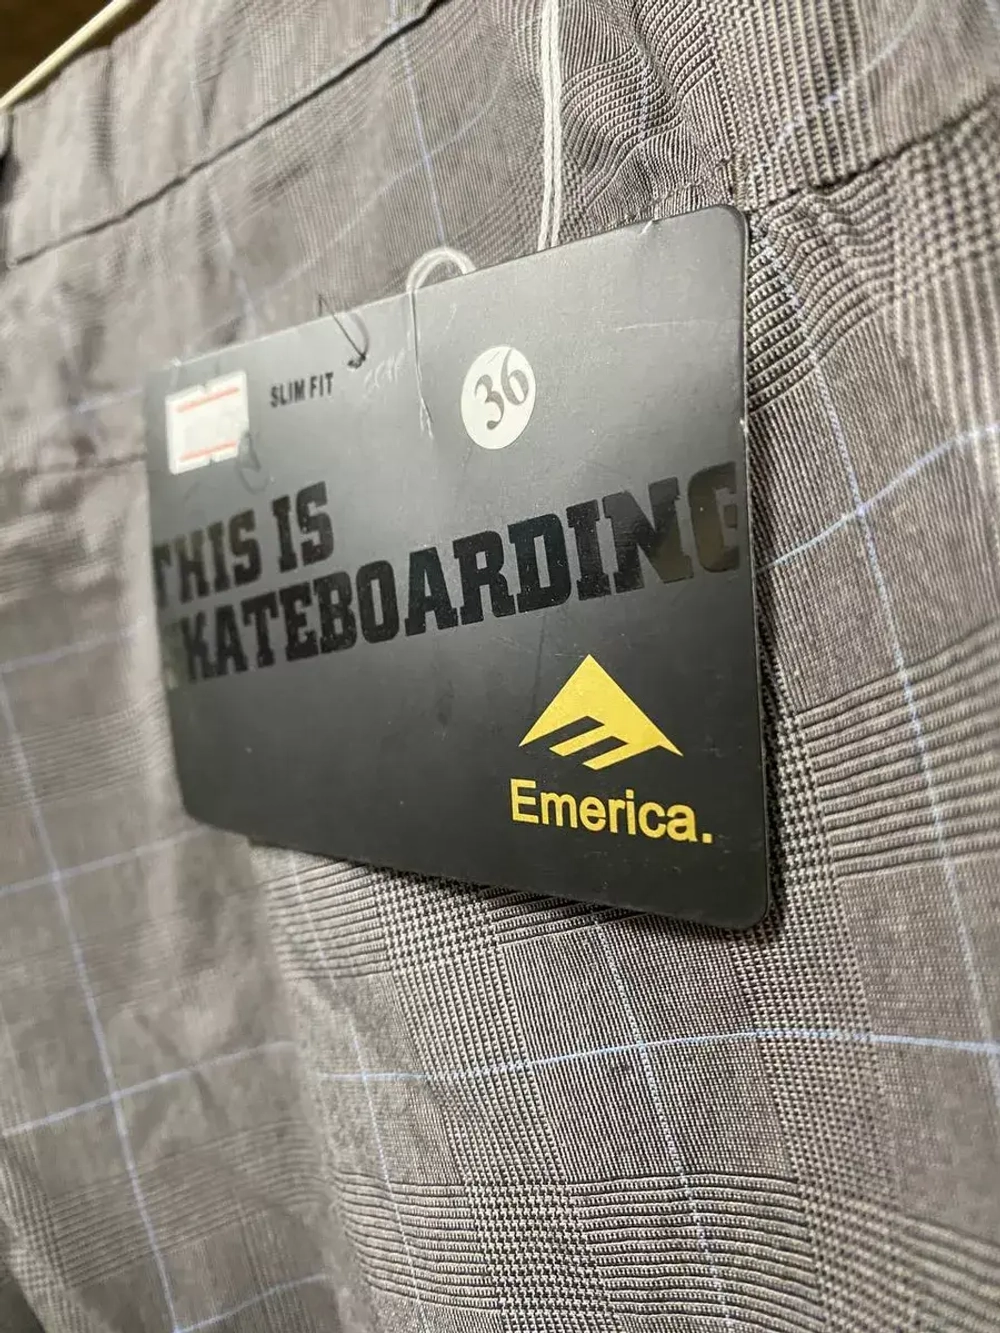 SLIM FIT
36
THIS IS
SKATEBOARDING
Emerica.